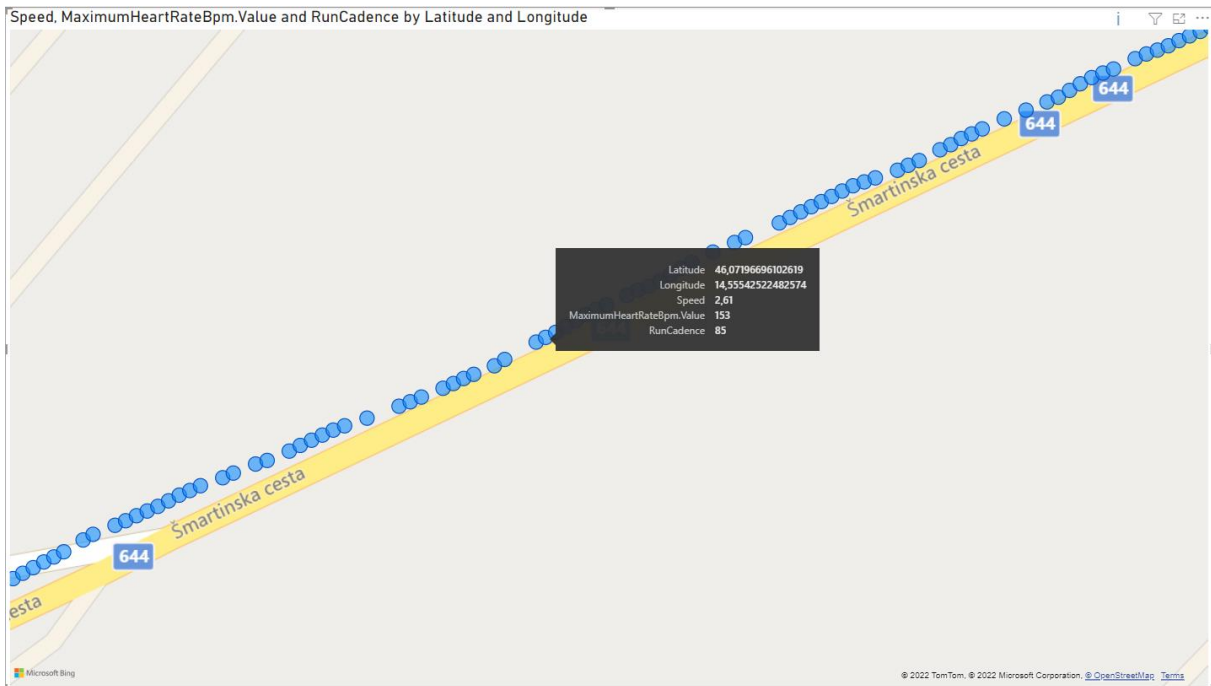 Speed, MaximumHeartRateBpm.Value and RunCadence by Latitude and Longitude
644
644
Šmartinska cesta
Latitude 46,07196696102619
Longitude 14,55542522482574
Speed 2,61
MaximumHeartRateBpm.Value 153
RunCadence 85
644
Šmartinska cesta
644
esta
Microsoft Bing
© 2022 TomTom, © 2022 Microsoft Corporation, © OpenStreetMap Terms